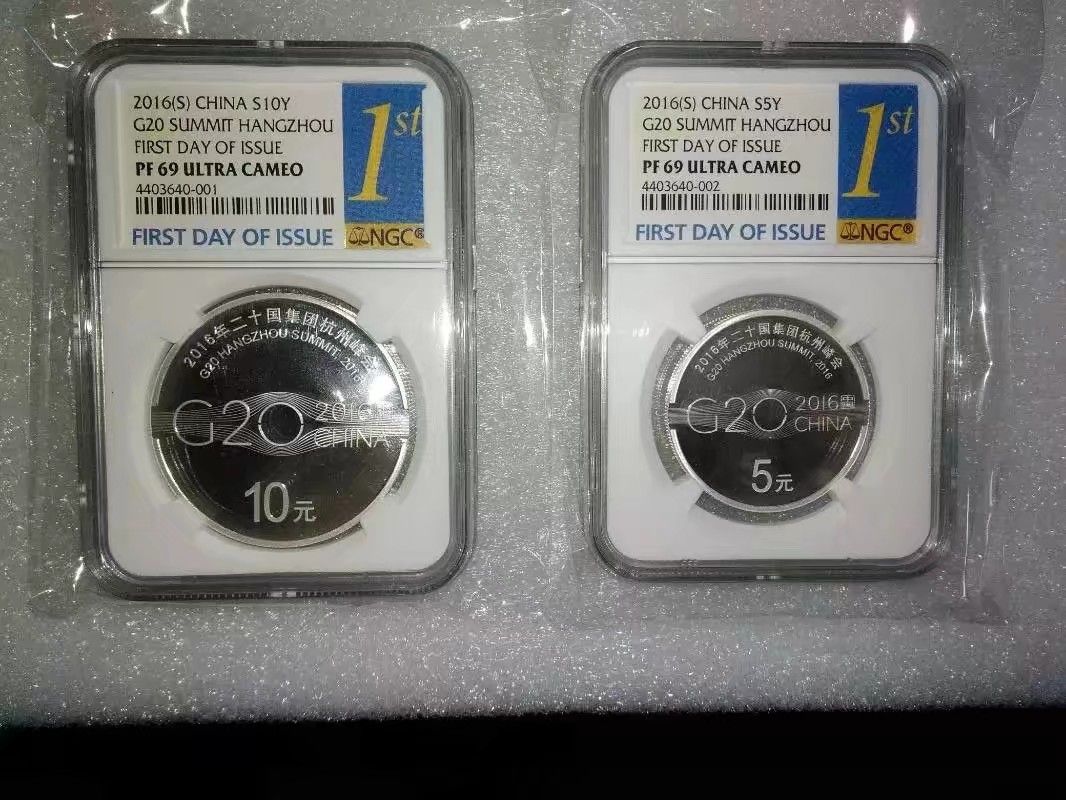 2016(S) CHINA S10Y
G20 SUMMIT HANGZHOU
FIRST DAY OF ISSUE
PF 69 ULTRA CAMEO
4403640-001
FIRST DAY OF ISSUE
1st
NGC®
2016年二十国集团杭州峰会
G20 HANGZHOU SUMMIT, 2016
G20 2016
CHINA
10元
2016(S) CHINA S5Y
G20 SUMMIT HANGZHOU
FIRST DAY OF ISSUE
PF 69 ULTRA CAMEO
4403640-002
FIRST DAY OF ISSUE
1st
NGC®
2016年二十国集团杭州峰会
G20 HANGZHOU SUMMIT, 2016
G20 2016
CHINA
5元